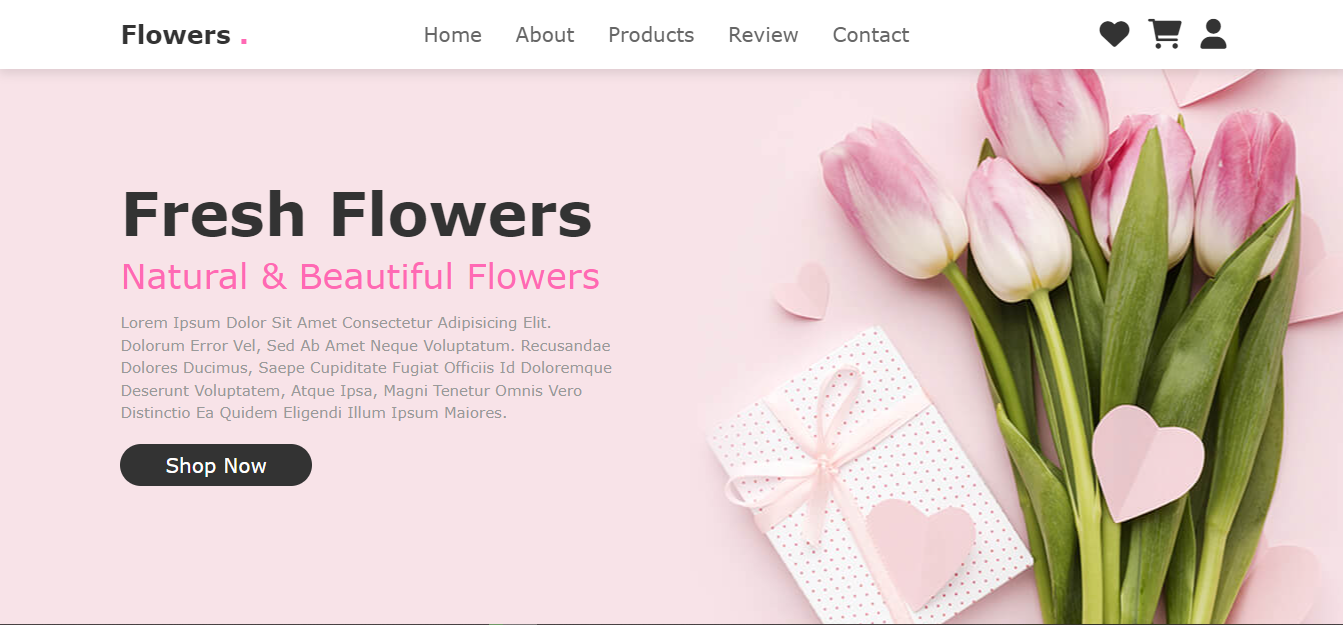 Flowers .
Home About Products Review Contact
Fresh Flowers
Natural & Beautiful Flowers
Lorem Ipsum Dolor Sit Amet Consectetur Adipisicing Elit.
Dolorum Error Vel, Sed Ab Amet Neque Voluptatum. Recusandae
Dolores Ducimus, Saepe Cupiditate Fugiat Officiis Id Doloremque
Deserunt Voluptatem, Atque Ipsa, Magni Tenetur Omnis Vero
Distinctio Ea Quidem Eligendi Illum Ipsum Maiores.
Shop Now